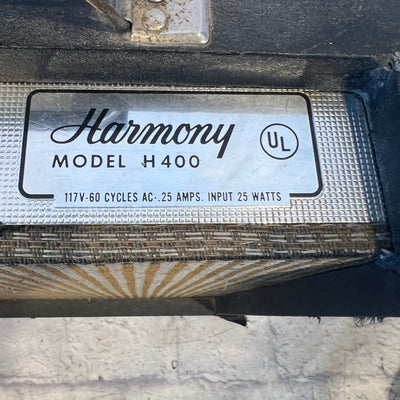 Harmony
MODEL H400
UL
117V-60 CYCLES AC-.25 AMPS. INPUT 25 WATTS